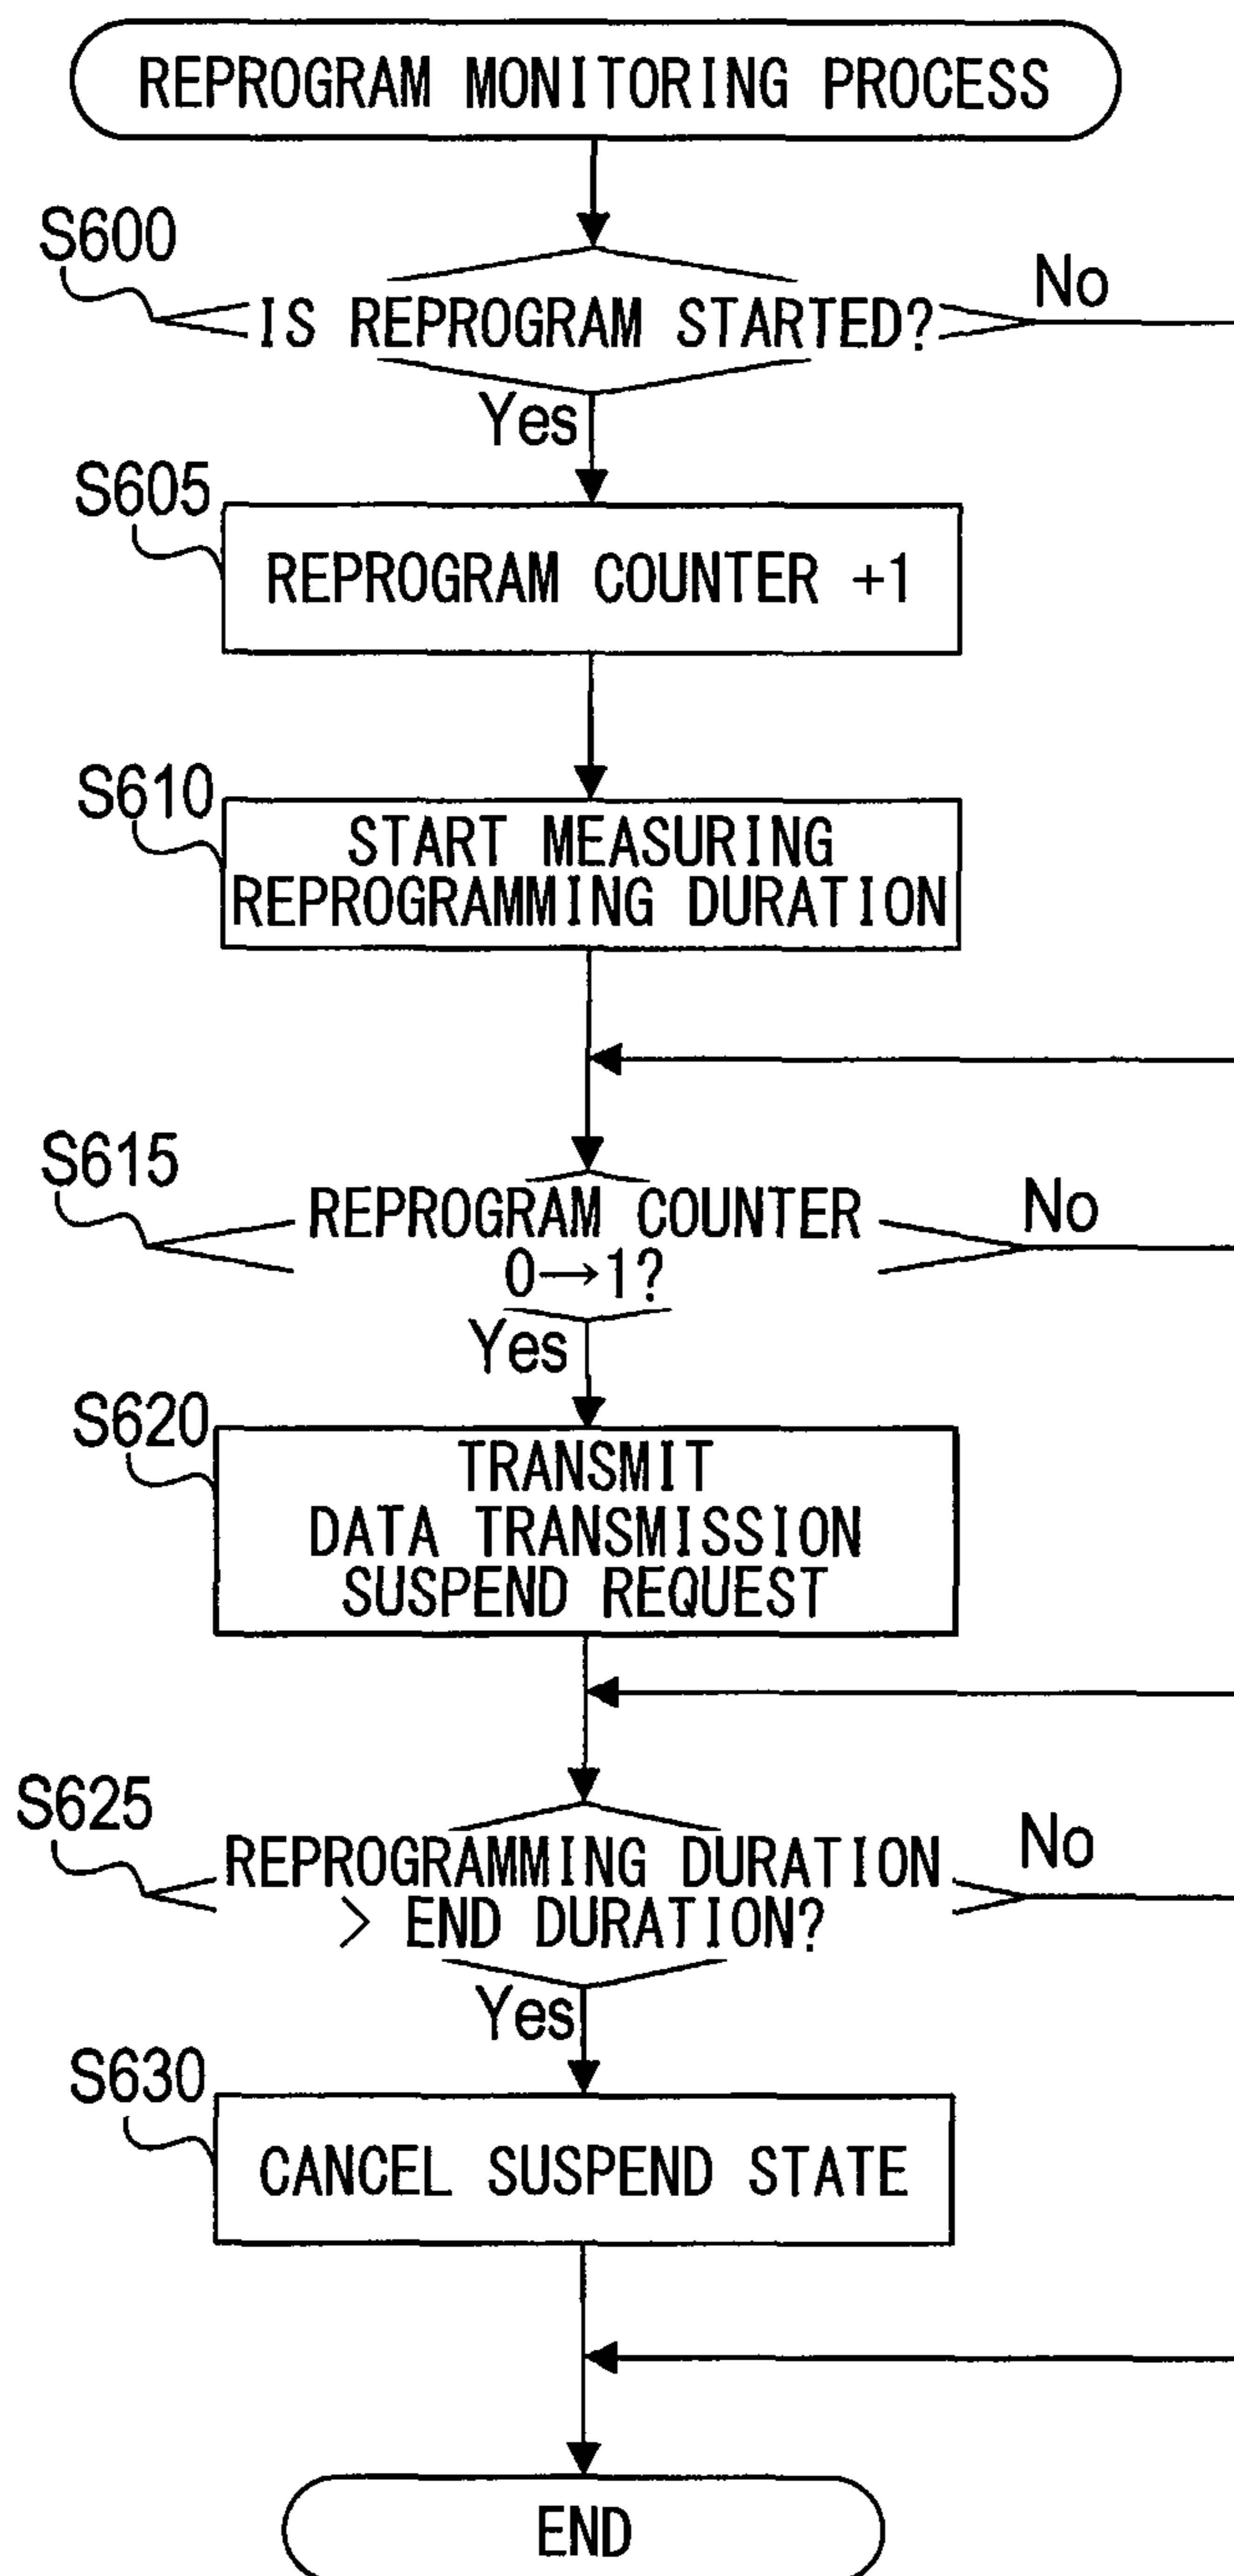 REPROGRAM MONITORING PROCESS
S600
No
IS REPROGRAM STARTED?
Yes
S605
REPROGRAM COUNTER +1
S610
START MEASURING
REPROGRAMMING DURATION
S615
No
REPROGRAM COUNTER
0→1?
Yes
S620
TRANSMIT
DATA TRANSMISSION
SUSPEND REQUEST
S625
No
REPROGRAMMING DURATION
> END DURATION?
Yes
S630
CANCEL SUSPEND STATE
END